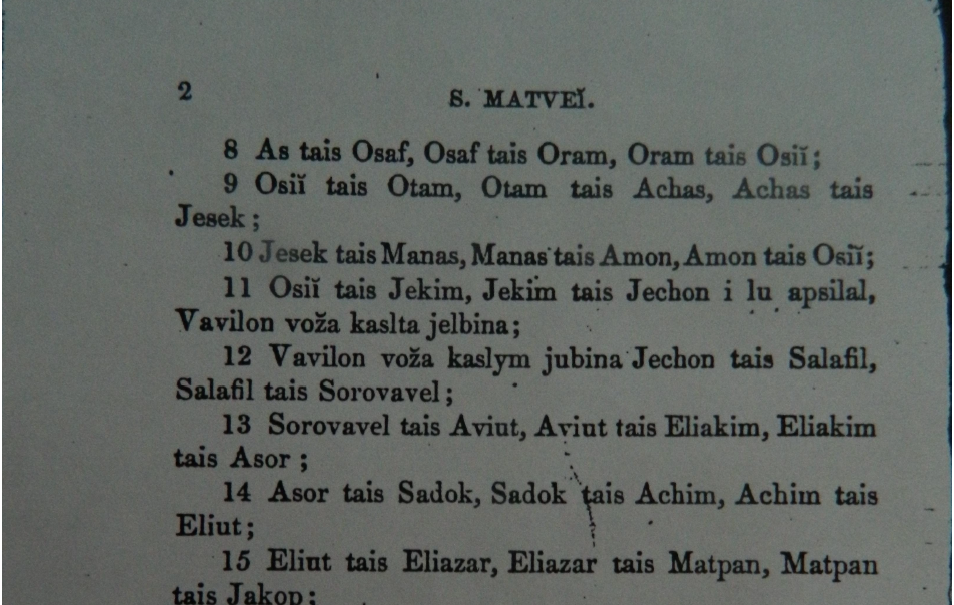 2
S. MATVEĬ.
8 As tais Osaf, Osaf tais Oram, Oram tais Osiĭ;
9 Osiĭ tais Otam, Otam tais Achas, Achas tais
Jesek;
10 Jesek tais Manas, Manas tais Amon, Amon tais Osiĭ;
11 Osiĭ tais Jekim, Jekim tais Jechon i lu apsilal,
Vavilon voža kaslta jelbina;
12 Vavilon voža kaslym jubina Jechon tais Salafil,
Salafil tais Sorovavel;
13 Sorovavel tais Aviut, Aviut tais Eliakim, Eliakim
tais Asor;
14 Asor tais Sadok, Sadok tais Achim, Achim tais
Eliut;
15 Eliut tais Eliazar, Eliazar tais Matpan, Matpan
tais Jakop;